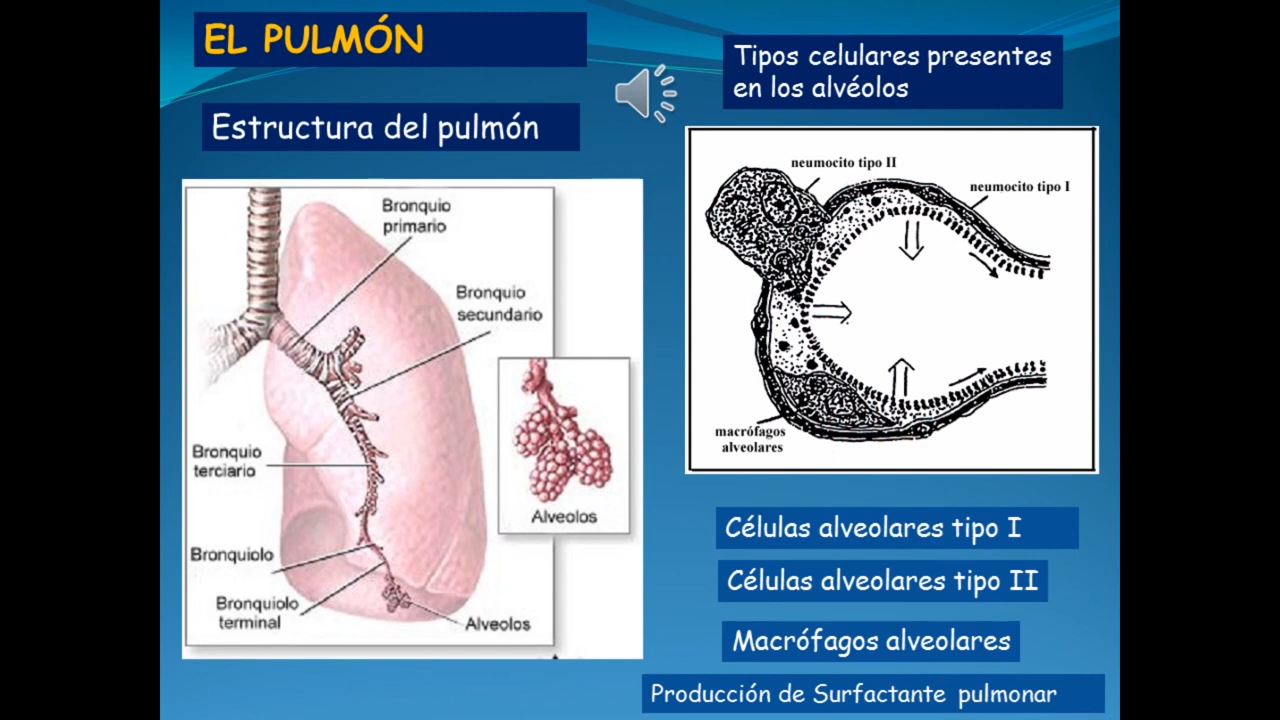 EL PULMÓN
Estructura del pulmón
Bronquio
primario
Bronquio
secundario
Bronquio
terciario
Bronquiolo
Bronquiolo
terminal
Alveolos
Alveolos
Tipos celulares presentes
en los alvéolos
neumocito tipo II
neumocito tipo I
macrófagos
alveolares
Células alveolares tipo I
Células alveolares tipo II
Macrófagos alveolares
Producción de Surfactante pulmonar